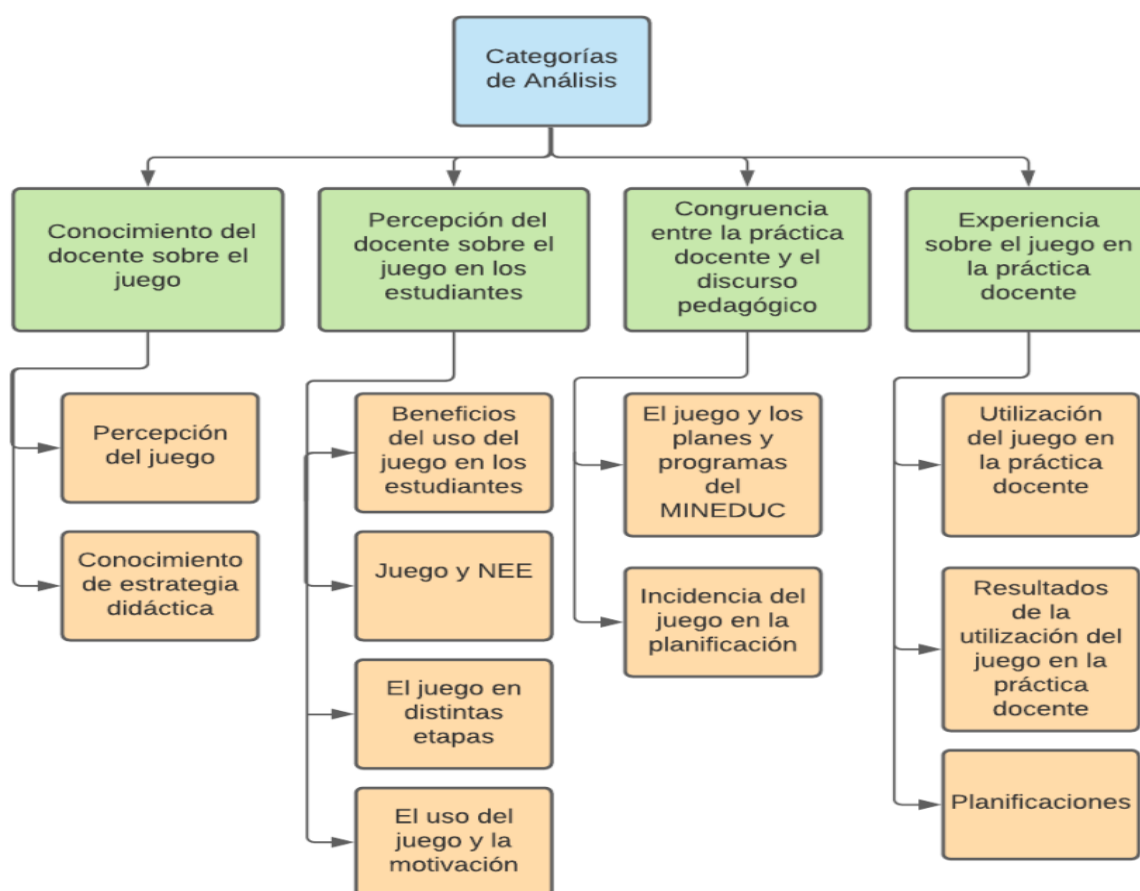 Categorías
de Análisis
Conocimiento del
docente sobre el
juego
Percepción del
docente sobre el
juego en los
estudiantes
Congruencia
entre la práctica
docente y el
discurso
pedagógico
Experiencia
sobre el juego en
la práctica
docente
Percepción
del juego
Conocimiento
de estrategia
didáctica
Beneficios
del uso del
juego en los
estudiantes
Juego y NEE
El juego en
distintas
etapas
El uso del
juego y la
motivación
El juego y los
planes y
programas
del
MINEDUC
Incidencia del
juego en la
planificación
Utilización
del juego en
la práctica
docente
Resultados
de la
utilización del
juego en la
práctica
docente
Planificaciones